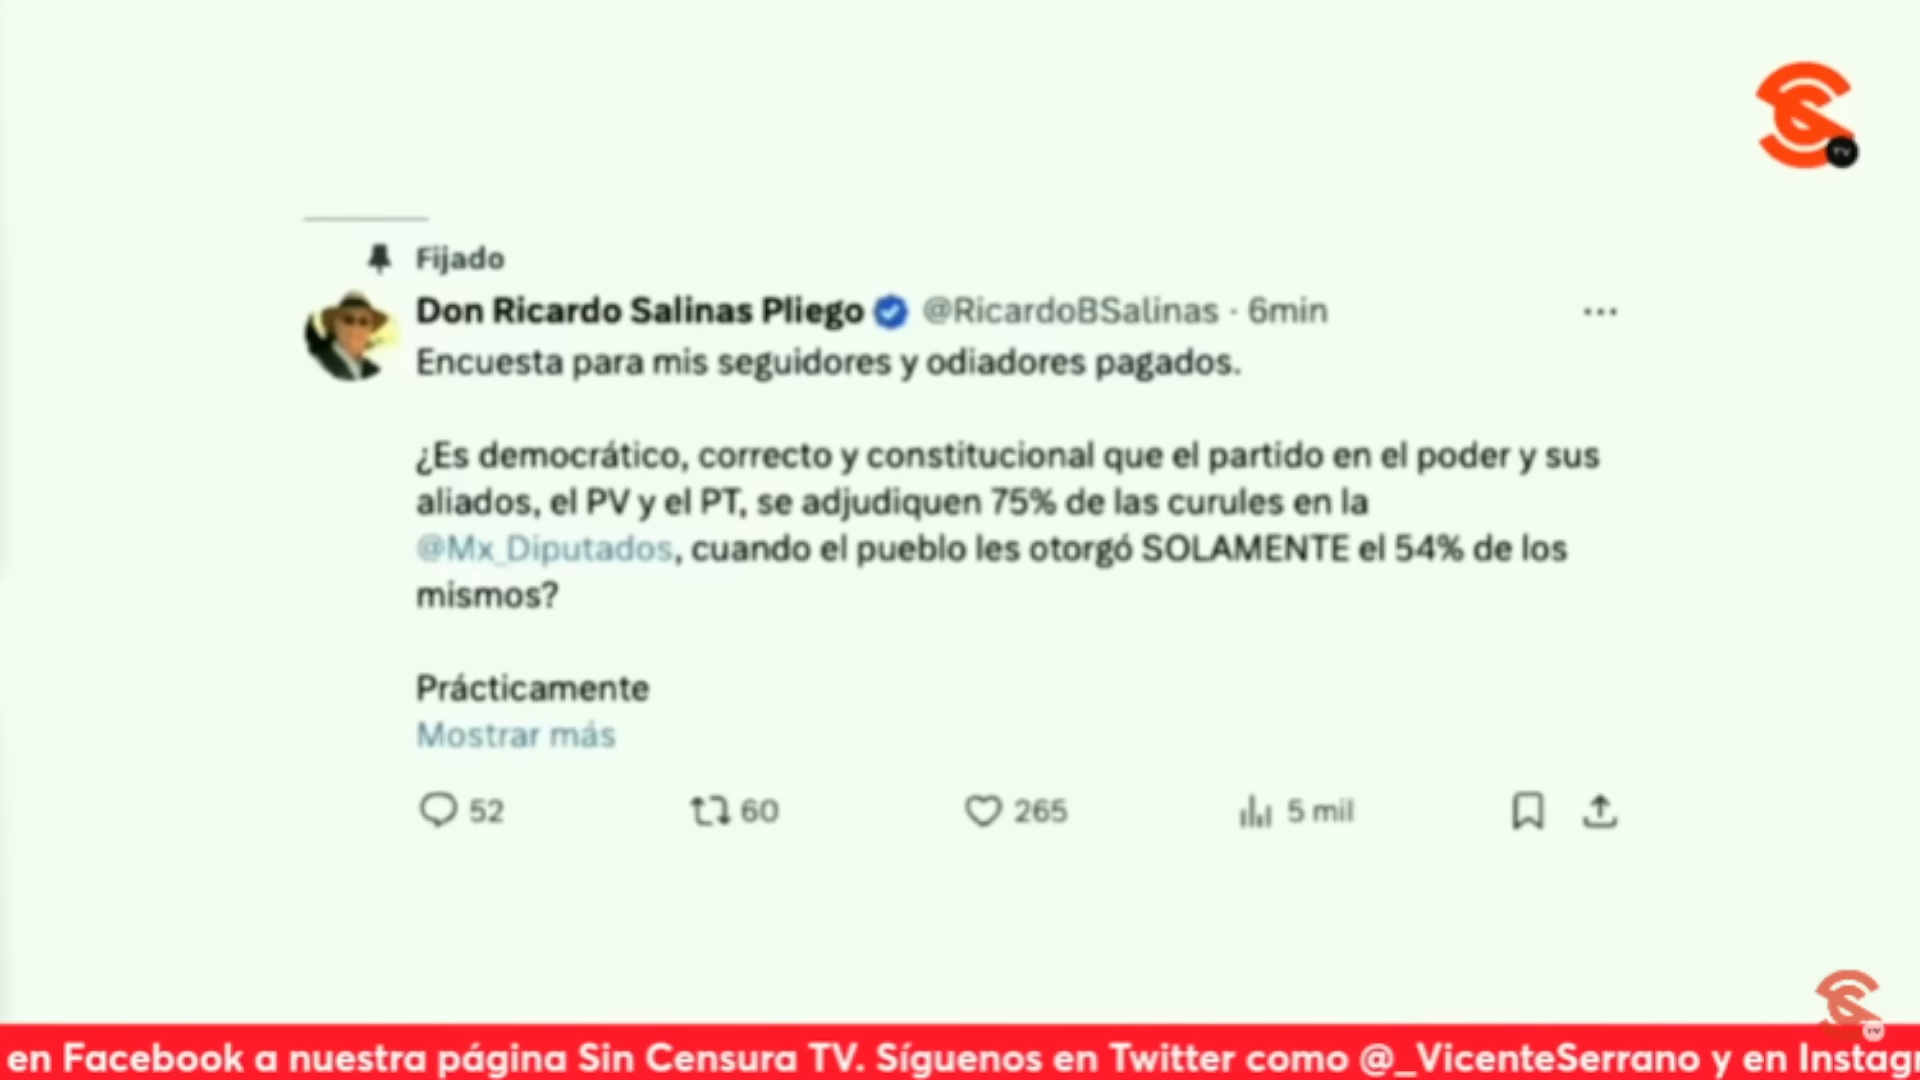 Fijado
Don Ricardo Salinas Pliego @RicardoBSalinas · 6min
Encuesta para mis seguidores y odiadores pagados.
¿Es democrático, correcto y constitucional que el partido en el poder y sus
aliados, el PV y el PT, se adjudiquen 75% de las curules en la
@Mx_Diputados, cuando el pueblo les otorgó SOLAMENTE el 54% de los
mismos?
Prácticamente
Mostrar más
52 60 265 5 mil
TV
TV
en Facebook a nuestra página Sin Censura TV. Síguenos en Twitter como @_VicenteSerrano y en Instagr